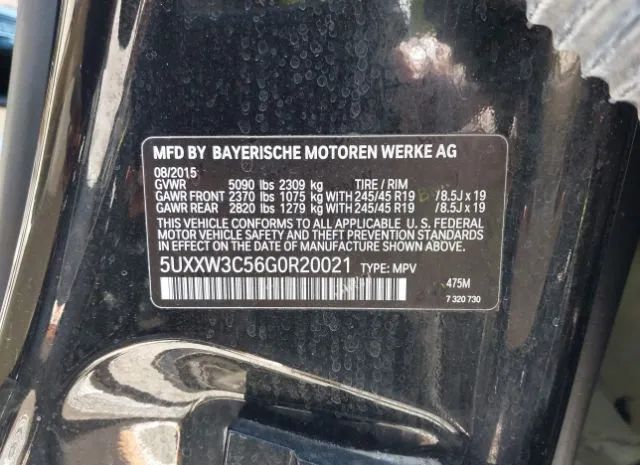 MFD BY BAYERISCHE MOTOREN WERKE AG
08/2015
GVWR 5090 lbs 2309 kg TIRE / RIM
GAWR FRONT 2370 lbs 1075 kg WITH 245/45 R19 /8.5J x 19
GAWR REAR 2820 lbs 1279 kg WITH 245/45 R19 /8.5J x 19
THIS VEHICLE CONFORMS TO ALL APPLICABLE U. S. FEDERAL
MOTOR VEHICLE SAFETY AND THEFT PREVENTION
STANDARDS IN EFFECT ON THE DATE OF MANUFACTURE
SHOWN ABOVE.
5UXXW3C56G0R20021 TYPE: MPV
475M
7 320 730